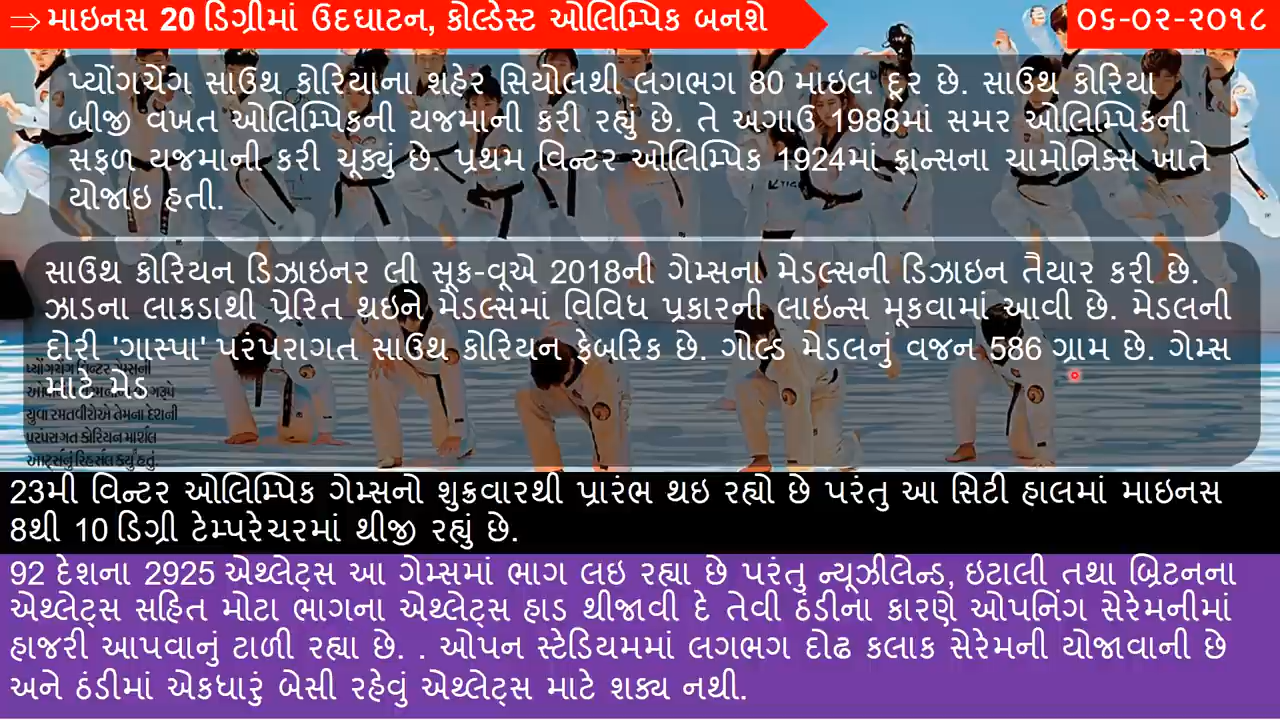 ⇒ માઇનસ 20 ડિગ્રીમાં ઉદઘાટન, કોલ્ડેસ્ટ ઓલિમ્પિક બનશે
૦૬-૦૨-૨૦૧૮
પ્યોંગચેંગ સાઉથ કોરિયાના શહેર સિયોલથી લગભગ 80 માઇલ દૂર છે. સાઉથ કોરિયા
બીજી વખત ઓલિમ્પિકની યજમાની કરી રહ્યું છે. તે અગાઉ 1988માં સમર ઓલિમ્પિકની
સફળ યજમાની કરી ચૂક્યું છે. પ્રથમ વિન્ટર ઓલિમ્પિક 1924માં ફ્રાન્સના ચામોનિક્સ ખાતે
યોજાઇ હતી.
સાઉથ કોરિયન ડિઝાઇનર લી સૂક-વૂએ 2018ની ગેમ્સના મેડલ્સની ડિઝાઇન તૈયાર કરી છે.
ઝાડના લાકડાથી પ્રેરિત થઇને મેડલ્સમાં વિવિધ પ્રકારની લાઇન્સ મૂકવામાં આવી છે. મેડલની
દોરી 'ગાસ્પા' પરંપરાગત સાઉથ કોરિયન ફેબરિક છે. ગોલ્ડ મેડલનું વજન 586 ગ્રામ છે. ગેમ્સ
માટે મેડ
યુવા રમતવીરોએ તેમના દેશની
પરંપરાગત કોરિયન માર્શલ
આર્ટ્સનું રિહર્સલ કર્યું હતું.
23મી વિન્ટર ઓલિમ્પિક ગેમ્સનો શુક્રવારથી પ્રારંભ થઇ રહ્યો છે પરંતુ આ સિટી હાલમાં માઇનસ
8થી 10 ડિગ્રી ટેમ્પરેચરમાં થીજી રહ્યું છે.
92 દેશના 2925 એથ્લેટ્સ આ ગેમ્સમાં ભાગ લઇ રહ્યા છે પરંતુ ન્યૂઝીલેન્ડ, ઇટાલી તથા બ્રિટનના
એથ્લેટ્સ સહિત મોટા ભાગના એથ્લેટ્સ હાડ થીજાવી દે તેવી ઠંડીના કારણે ઓપનિંગ સેરેમનીમાં
હાજરી આપવાનું ટાળી રહ્યા છે. . ઓપન સ્ટેડિયમમાં લગભગ દોઢ કલાક સેરેમની યોજાવાની છે
અને ઠંડીમાં એકધારું બેસી રહેવું એથ્લેટ્સ માટે શક્ય નથી.